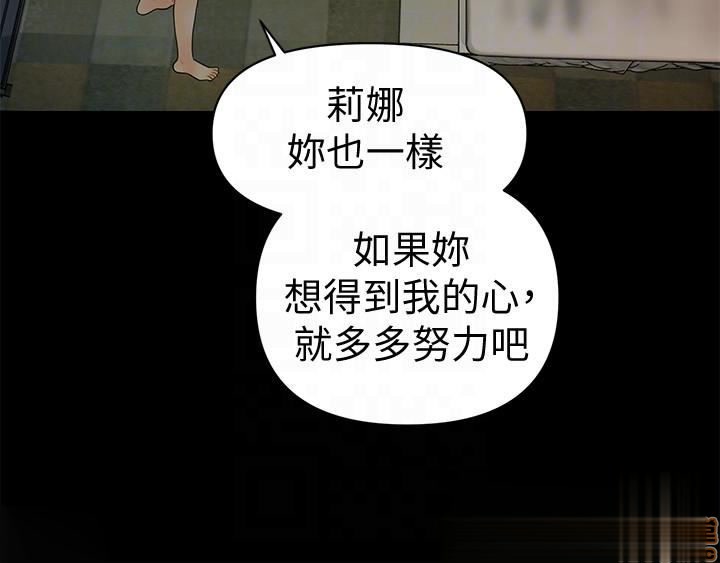 莉娜
妳也一樣
如果妳
想得到我的心，
就多多努力吧